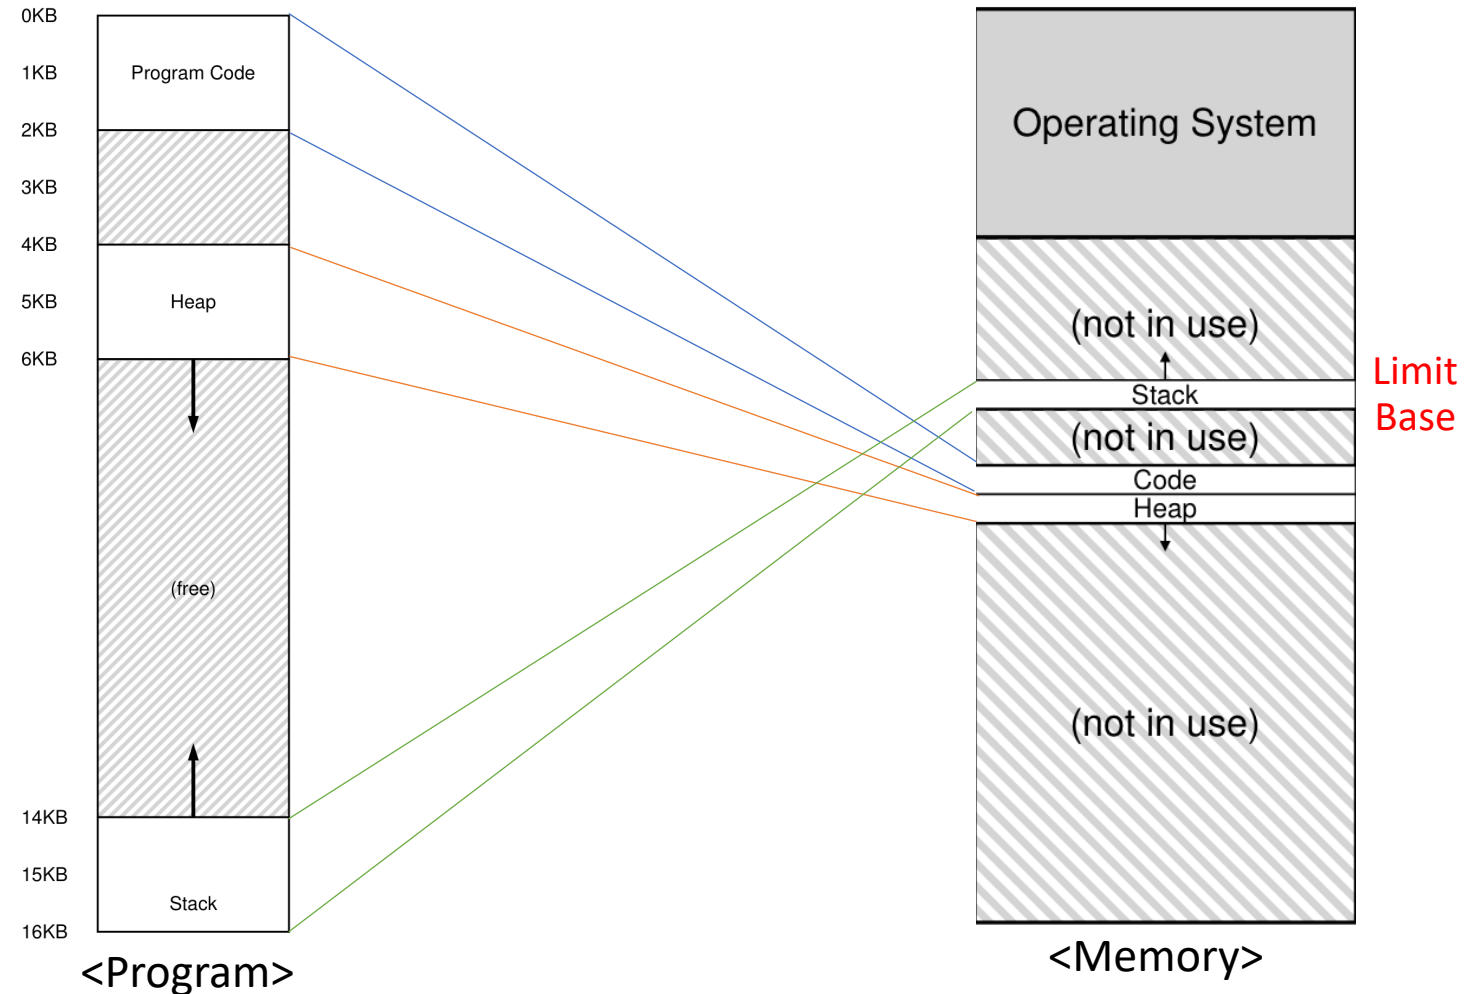 0KB
1KB
Program Code
2KB
3KB
4KB
5KB
Heap
6KB
(free)
14KB
15KB
Stack
16KB
<Program>
Operating System
(not in use)
Stack
(not in use)
Code
Heap
(not in use)
<Memory>
Limit
Base